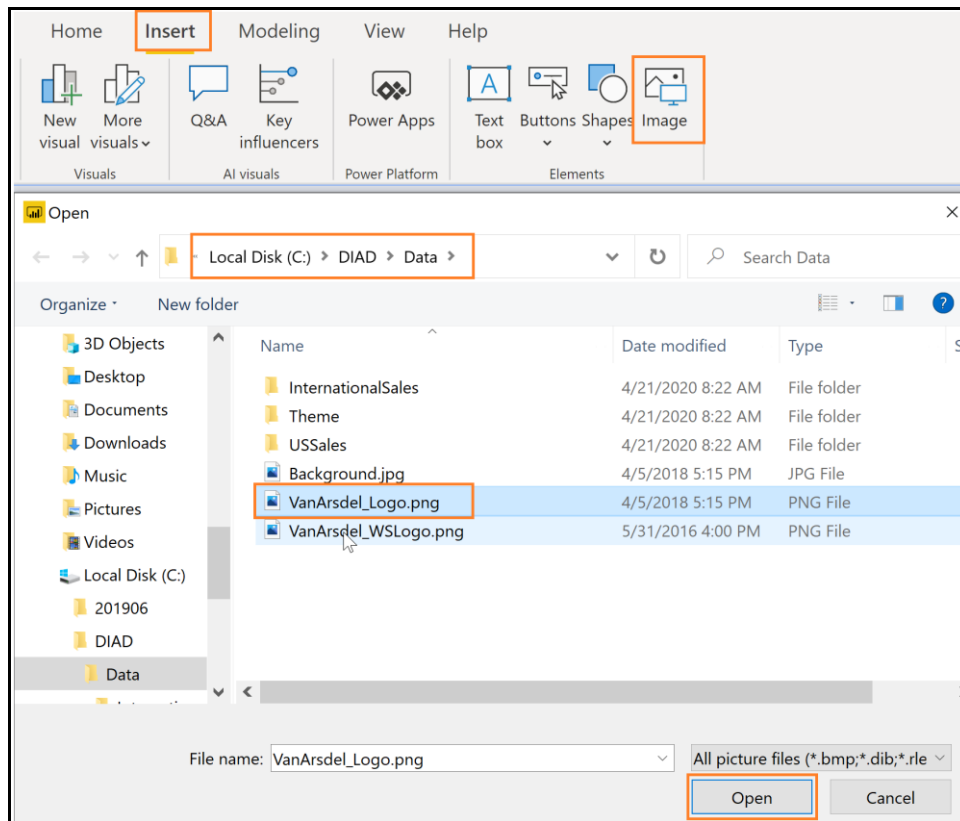 Home Insert Modeling View Help
New visual
More visuals
Q&A
Key influencers
Power Apps
Text box
Buttons
Shapes
Image
Visuals
AI visuals
Power Platform
Elements
Open
Local Disk (C:) > DIAD > Data >
Search Data
Organize
New folder
3D Objects
Desktop
Documents
Downloads
Music
Pictures
Videos
Local Disk (C:)
201906
DIAD
Data
Name Date modified Type S
InternationalSales 4/21/2020 8:22 AM File folder
Theme 4/21/2020 8:22 AM File folder
USSales 4/21/2020 8:22 AM File folder
Background.jpg 4/5/2018 5:15 PM JPG File
VanArsdel_Logo.png 4/5/2018 5:15 PM PNG File
VanArsdel_WSLogo.png 5/31/2016 4:00 PM PNG File
File name: VanArsdel_Logo.png
All picture files (*.bmp;*.dib;*.rle
Open Cancel